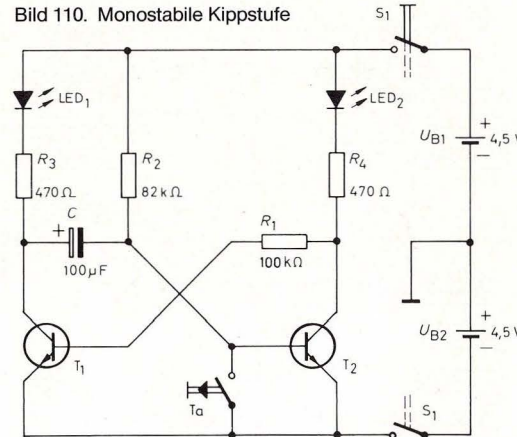 Bild 110. Monostabile Kippstufe
S1
LED1
LED2
UB1
+
4,5 V
−
R3
470 Ω
R2
82 kΩ
R4
470 Ω
C
+
100 µF
R1
100 kΩ
T1
T2
Ta
UB2
+
4,5 V
−
S1